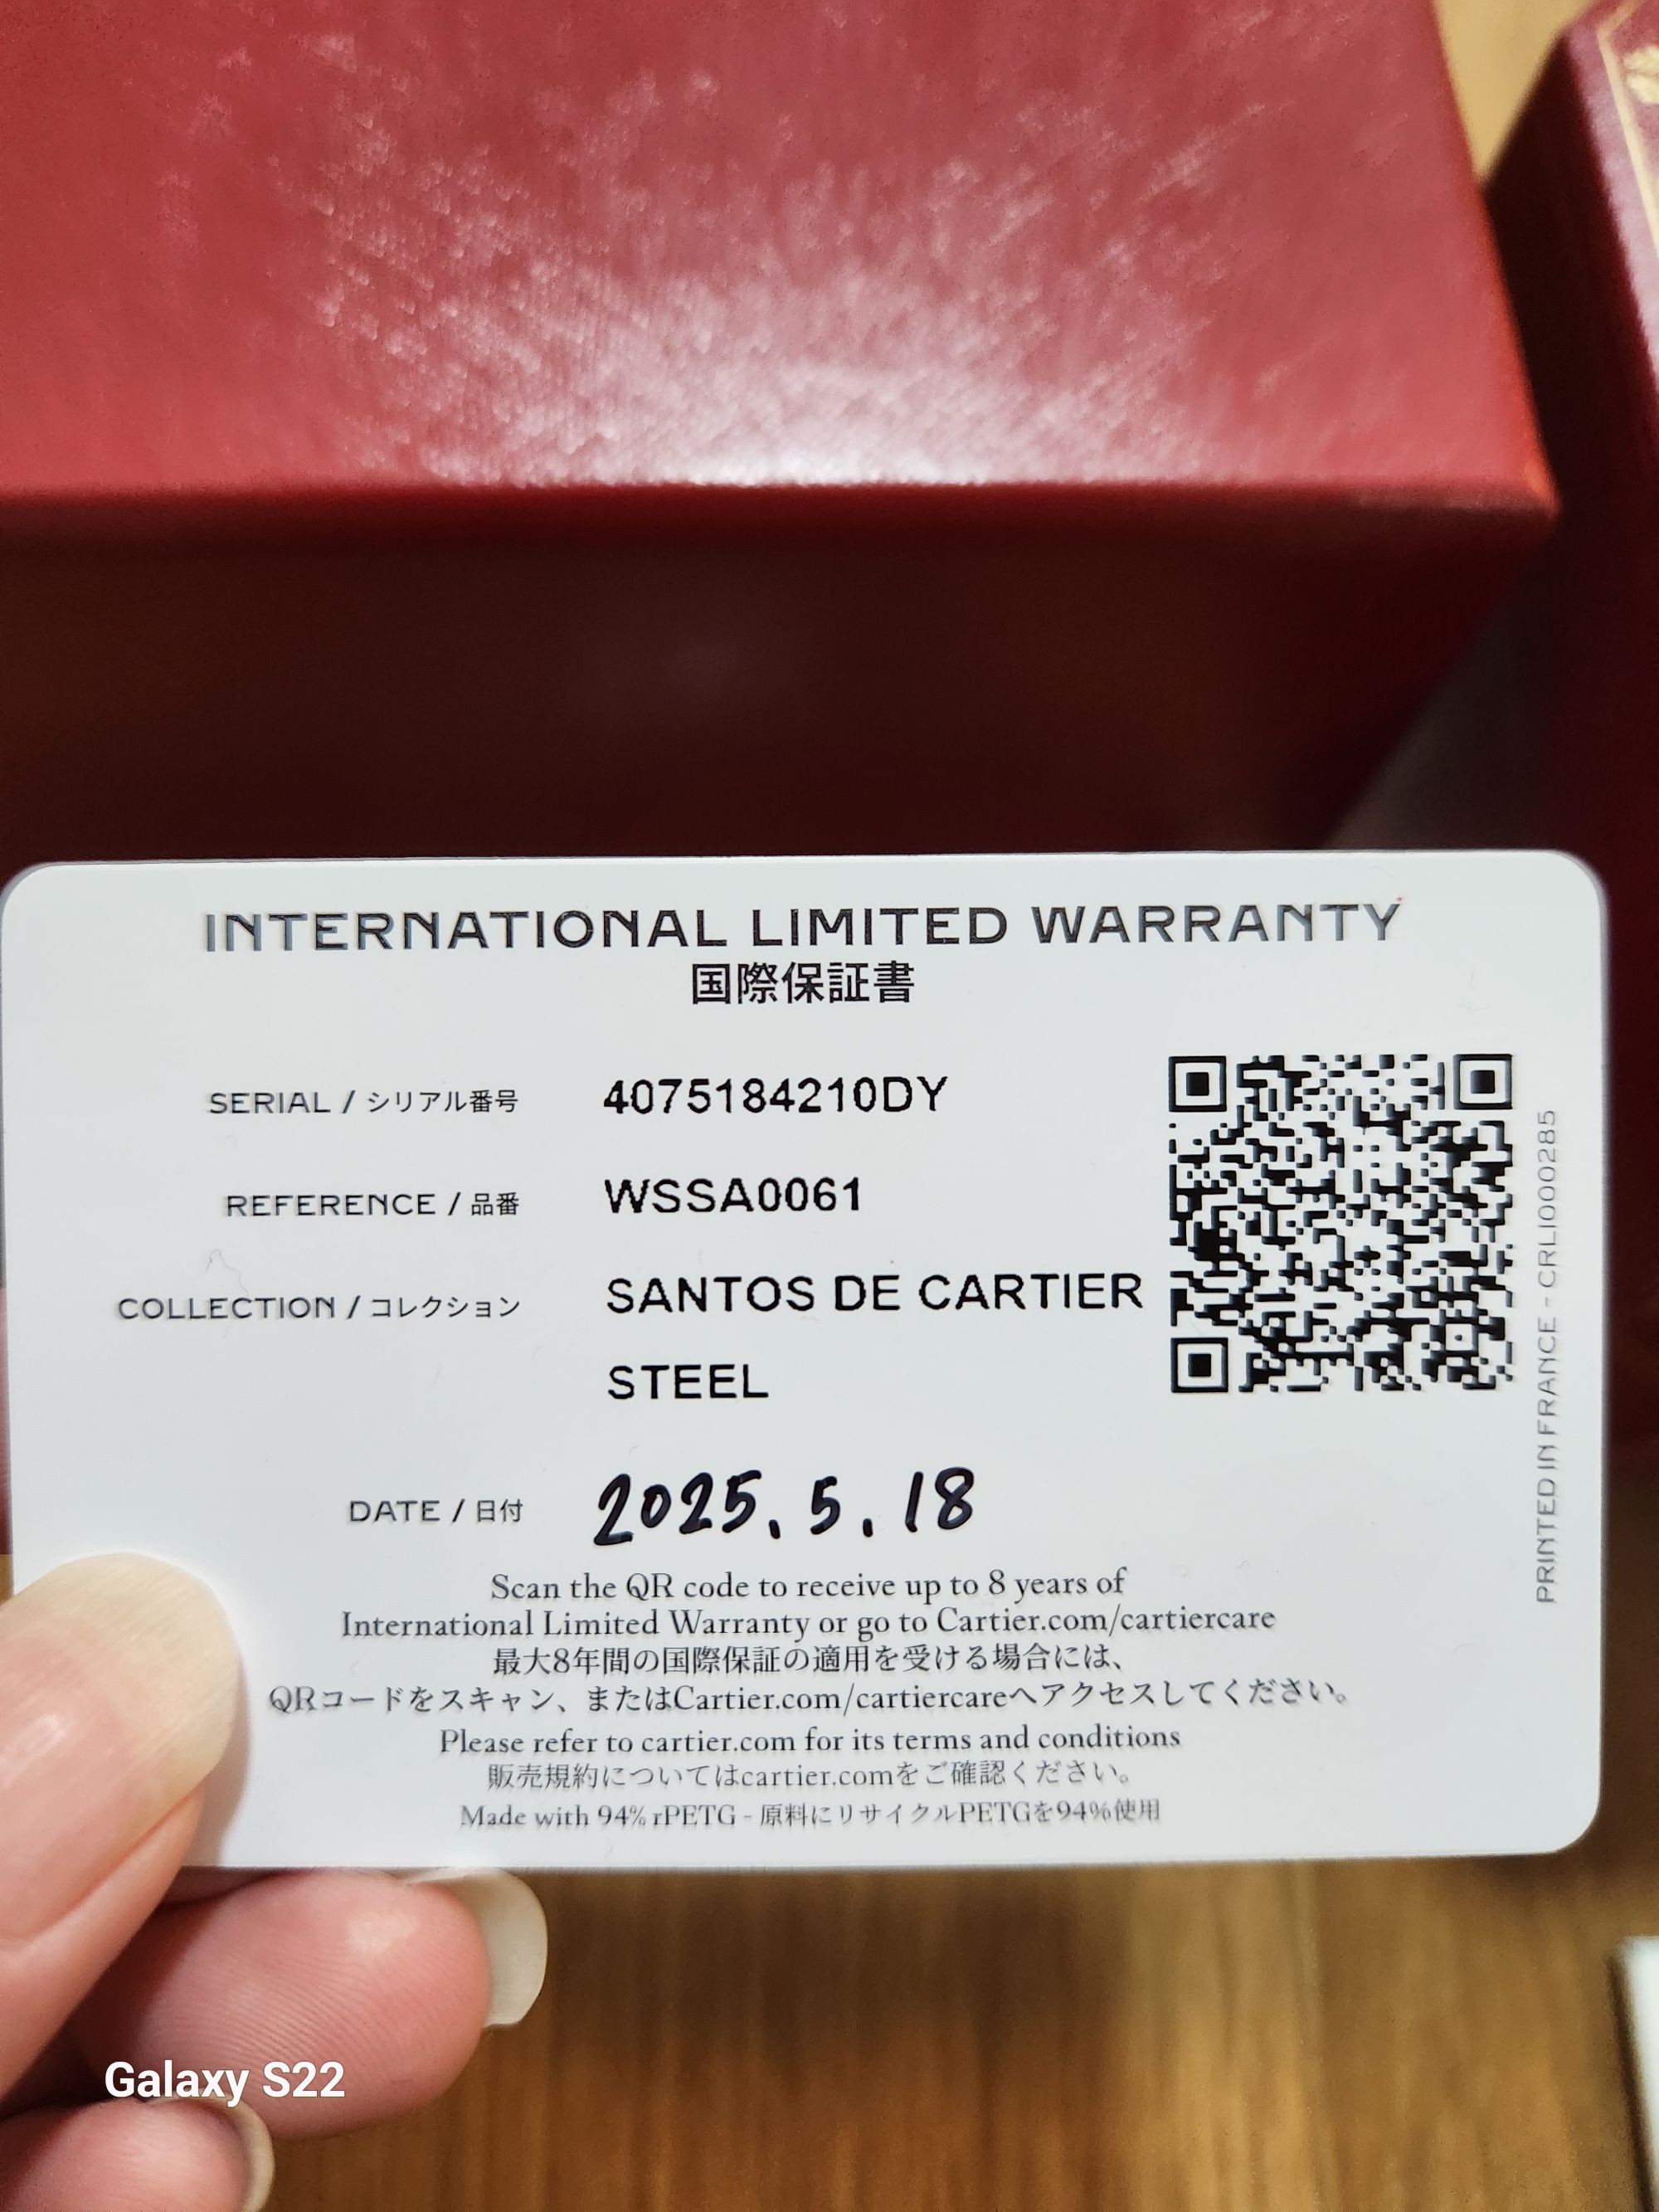 INTERNATIONAL LIMITED WARRANTY
国際保証書
SERIAL / シリアル番号 4075184210DY
REFERENCE / 品番 WSSA0061
COLLECTION / コレクション SANTOS DE CARTIER
STEEL
DATE / 日付 2025.5.18
PRINTED IN FRANCE - CRLI000285
Scan the QR code to receive up to 8 years of
International Limited Warranty or go to Cartier.com/cartiercare
最大8年間の国際保証の適用を受ける場合には、
QRコードをスキャン、またはCartier.com/cartiercareへアクセスしてください。
Please refer to cartier.com for its terms and conditions
販売規約についてはcartier.comをご確認ください。
Made with 94% rPETG - 原料にリサイクルPETGを94%使用
Galaxy S22